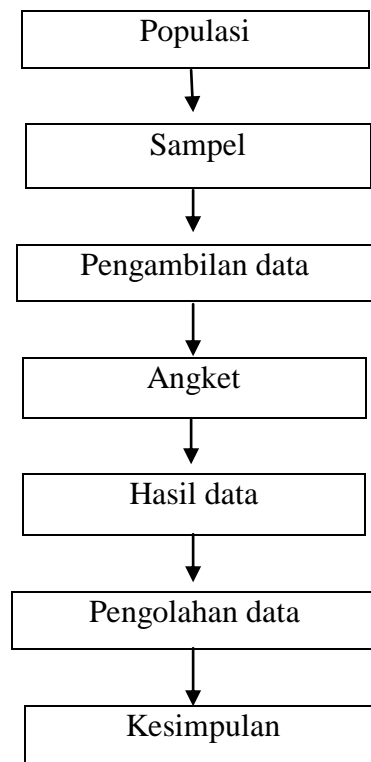 Populasi
Sampel
Pengambilan data
Angket
Hasil data
Pengolahan data
Kesimpulan